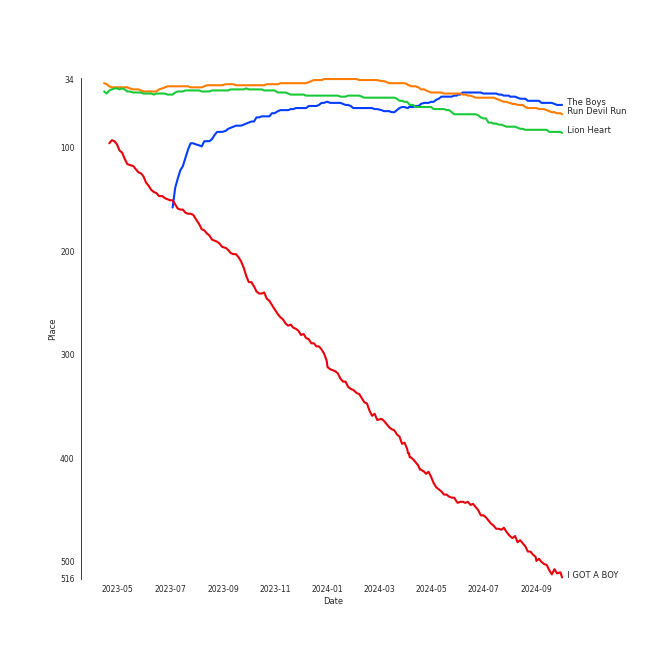 34
100
200
300
400
500
516
Place
The Boys
Run Devil Run
Lion Heart
I GOT A BOY
2023-05 2023-07 2023-09 2023-11 2024-01 2024-03 2024-05 2024-07 2024-09
Date